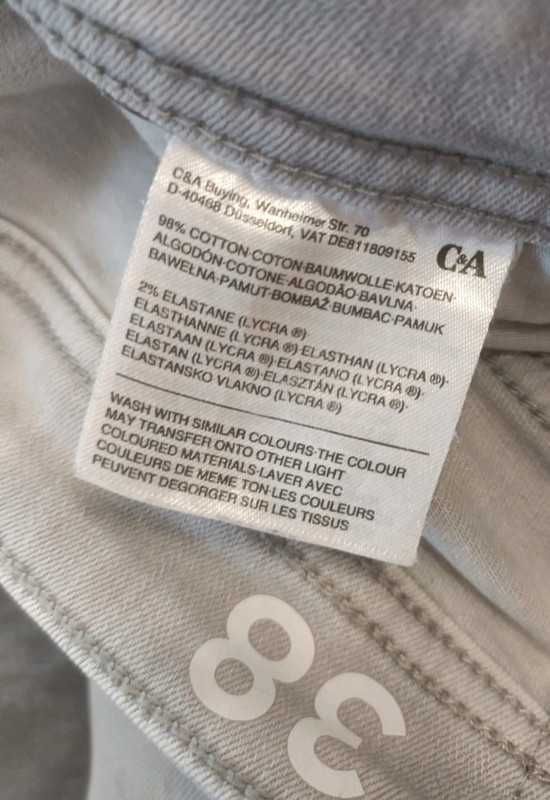 C&A Buying, Wanheimer Str. 70
D-40468 Düsseldorf, VAT DE811809155
C&A
98% COTTON·COTON·BAUMWOLLE·KATOEN·
ALGODÓN·COTONE·ALGODÃO·BAVLNA·
BAWEŁNA·PAMUT·BOMBAŽ·BUMBAC·PAMUK
2% ELASTANE (LYCRA ®)·
ELASTHANNE (LYCRA ®)·ELASTHAN (LYCRA ®)·
ELASTAAN (LYCRA ®)·ELASTANO (LYCRA ®)·
ELASTAN (LYCRA ®)·ELASZTÁN (LYCRA ®)·
ELASTANSKO VLAKNO (LYCRA ®)
WASH WITH SIMILAR COLOURS·THE COLOUR
MAY TRANSFER ONTO OTHER LIGHT
COLOURED MATERIALS·LAVER AVEC
COULEURS DE MEME TON·LES COULEURS
PEUVENT DEGORGER SUR LES TISSUS
38